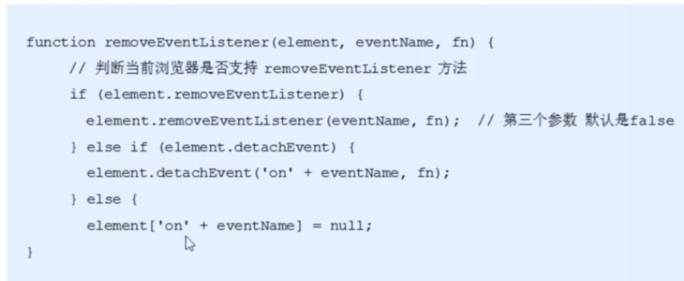 function removeEventListener(element, eventName, fn) {
// 判断当前浏览器是否支持 removeEventListener 方法
if (element.removeEventListener) {
element.removeEventListener(eventName, fn); // 第三个参数 默认是false
} else if (element.detachEvent) {
element.detachEvent('on' + eventName, fn);
} else {
element['on' + eventName] = null;
}